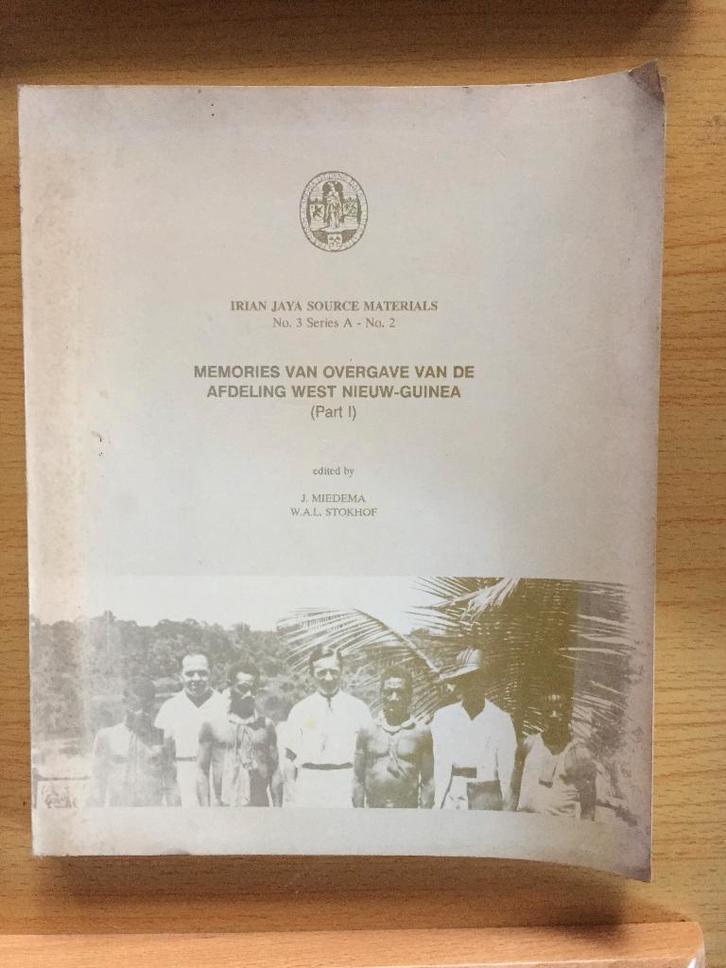 IRIAN JAYA SOURCE MATERIALS
No. 3 Series A - No. 2
MEMORIES VAN OVERGAVE VAN DE
AFDELING WEST NIEUW-GUINEA
(Part I)
edited by
J. MIEDEMA
W.A.L. STOKHOF